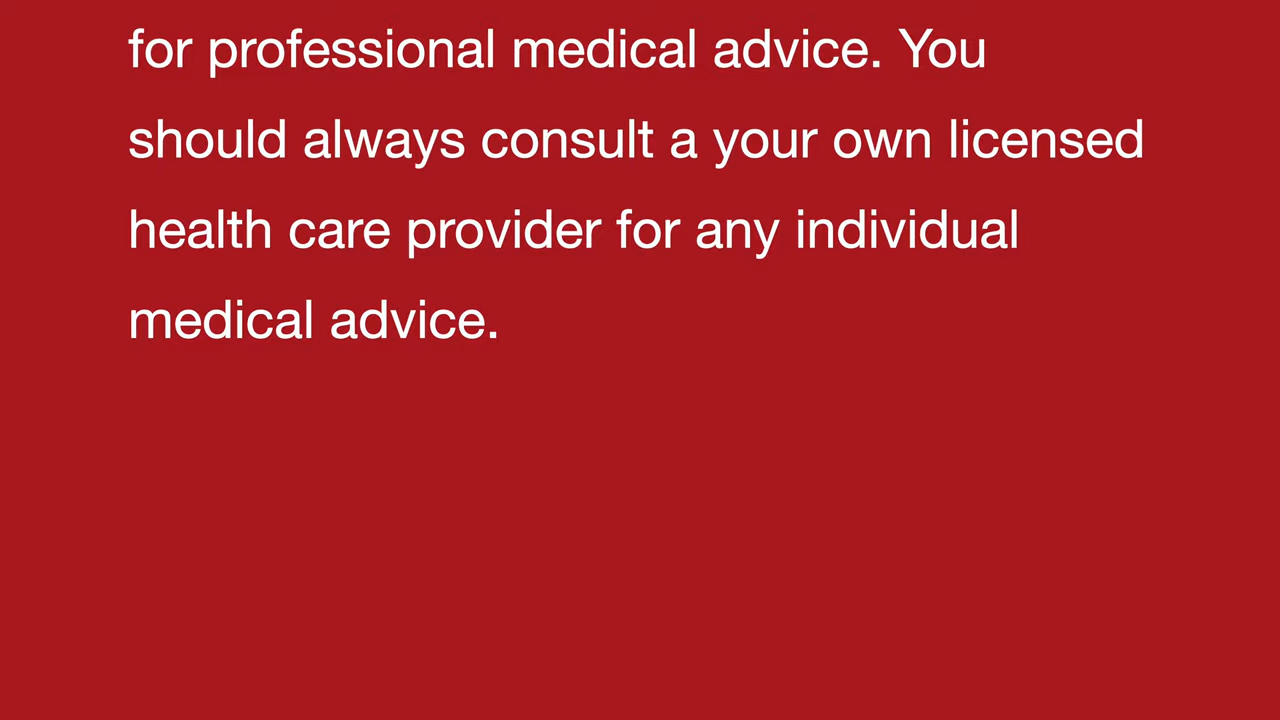 for professional medical advice. You
should always consult a your own licensed
health care provider for any individual
medical advice.